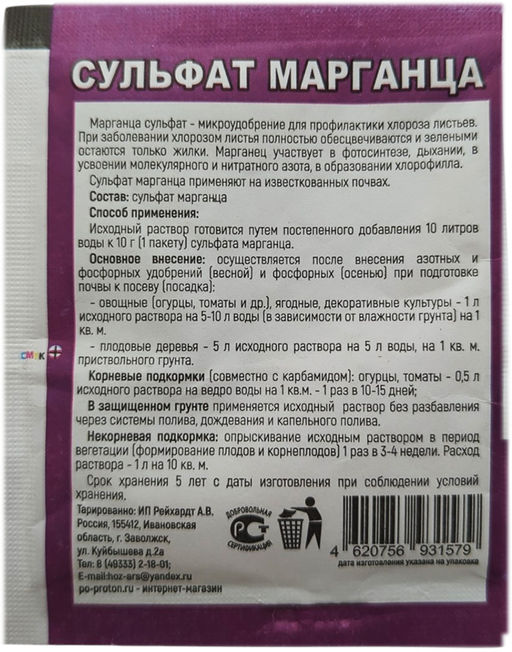 СУЛЬФАТ МАРГАНЦА
Марганца сульфат - микроудобрение для профилактики хлороза листьев.
При заболевании хлорозом листья полностью обесцвечиваются и зелеными
остаются только жилки. Марганец участвует в фотосинтезе, дыхании, в
усвоении молекулярного и нитратного азота, в образовании хлорофилла.
Сульфат марганца применяют на известкованных почвах.
Состав: сульфат марганца
Способ применения:
Исходный раствор готовится путем постепенного добавления 10 литров
воды к 10 г (1 пакету) сульфата марганца.
Основное внесение: осуществляется после внесения азотных и
фосфорных удобрений (весной) и фосфорных (осенью) при подготовке
почвы к посеву (посадка):
- овощные (огурцы, томаты и др.), ягодные, декоративные культуры - 1 л
исходного раствора на 5-10 л воды (в зависимости от влажности грунта) на 1
кв. м.
- плодовые деревья - 5 л исходного раствора на 5 л воды, на 1 кв. м.
приствольного грунта.
Корневые подкормки (совместно с карбамидом): огурцы, томаты - 0,5 л
исходного раствора на ведро воды на 1 кв.м. - 1 раз в 10-15 дней;
В защищенном грунте применяется исходный раствор без разбавления
через системы полива, дождевания и капельного полива.
Некорневая подкормка: опрыскивание исходным раствором в период
вегетации (формирование плодов и корнеплодов) 1 раз в 3-4 недели. Расход
раствора - 1 л на 10 кв. м.
Срок хранения 5 лет с даты изготовления при соблюдении условий
хранения.
Тарировано: ИП Рейхардт А.В.
Россия, 155412, Ивановская
область, г. Заволжск,
ул. Куйбышева д.2а
Тел: 8 (49333) 2-18-01;
E-mail:hoz-ars@yandex.ru
po-proton.ru - интернет-магазин
ДОБРОВОЛЬНАЯ
РСТ
СЕРТИФИКАЦИЯ
4 620756 931579
дата изготовления указана на упаковке
CMYK